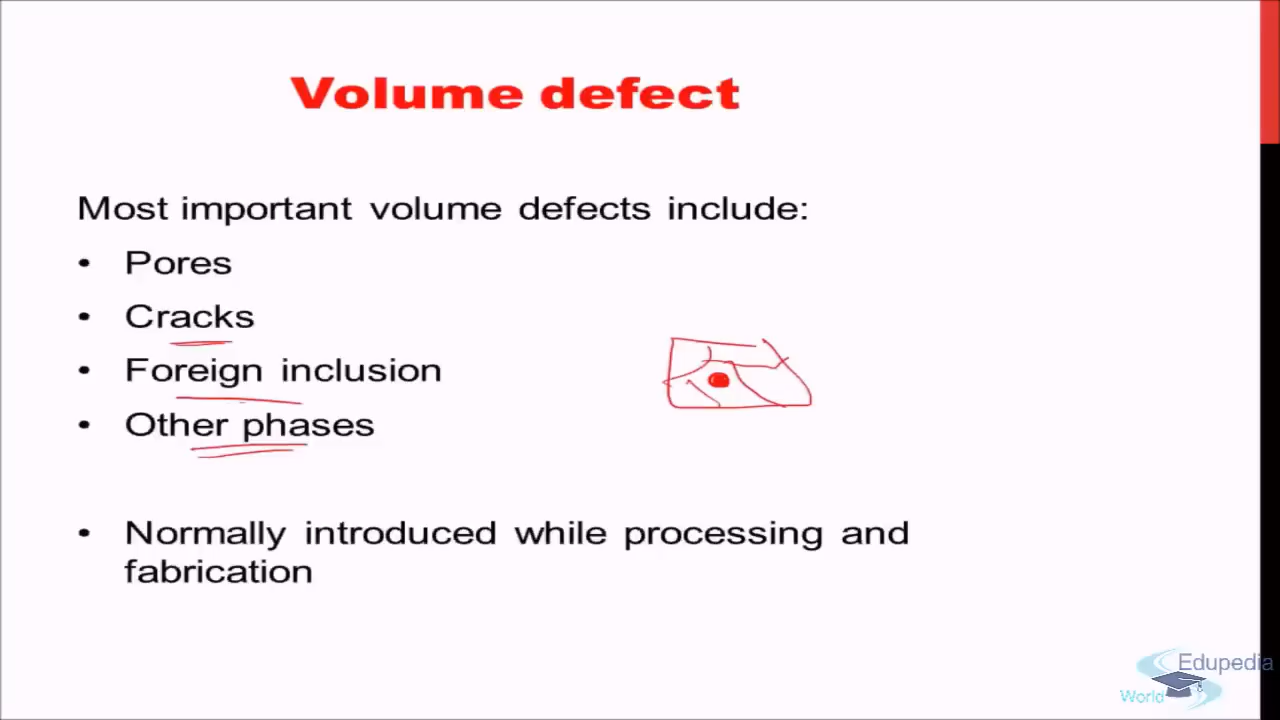 Volume defect
Most important volume defects include:
• Pores
• Cracks
• Foreign inclusion
• Other phases
• Normally introduced while processing and
fabrication
Edupedia
World